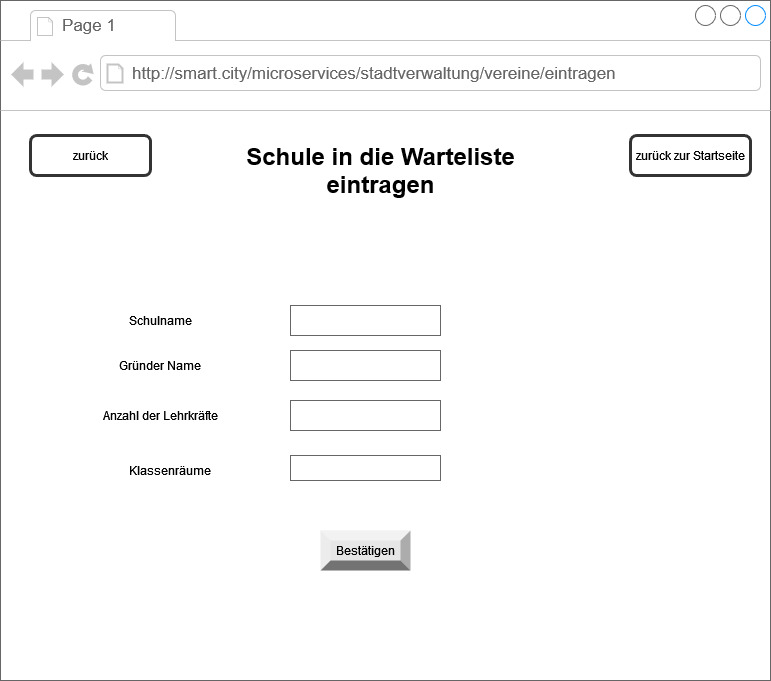 Page 1
http://smart.city/microservices/stadtverwaltung/vereine/eintragen
zurück
Schule in die Warteliste
eintragen
zurück zur Startseite
Schulname
Gründer Name
Anzahl der Lehrkräfte
Klassenräume
Bestätigen